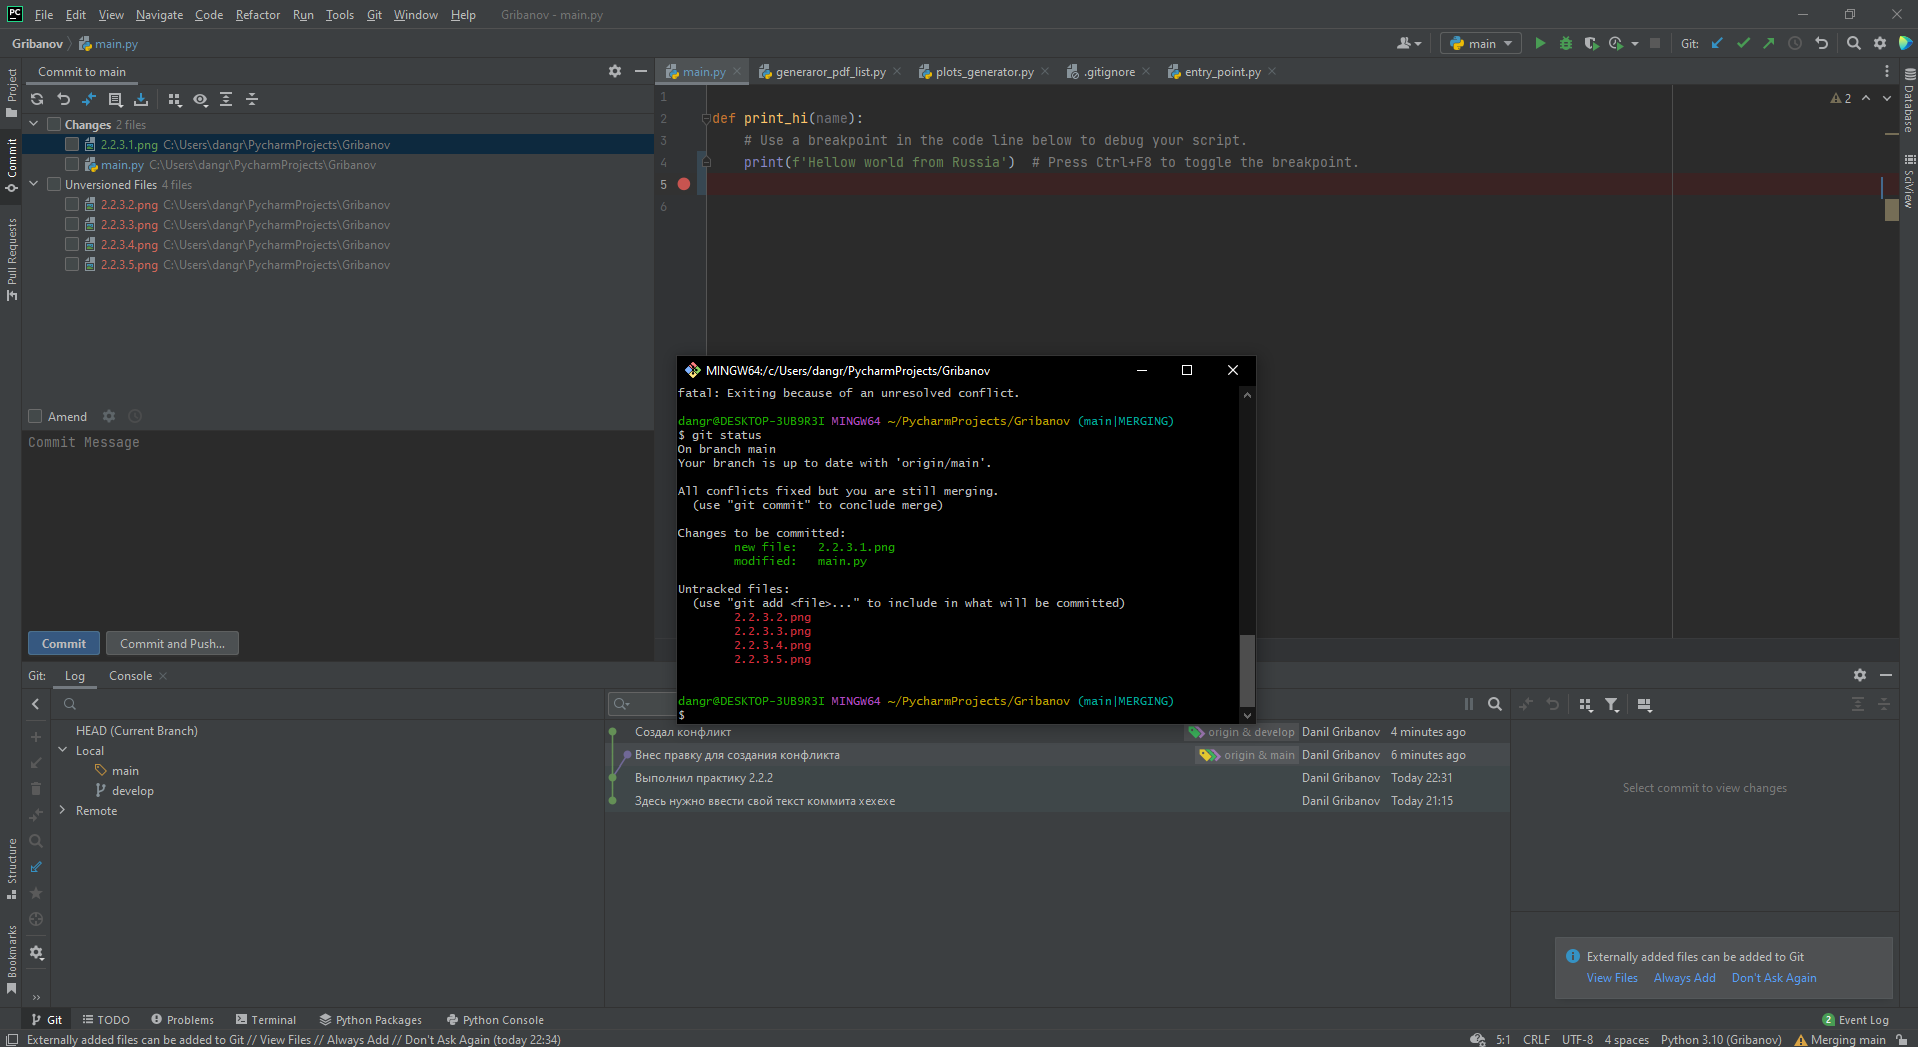 PC File Edit View Navigate Code Refactor Run Tools Git Window Help Gribanov - main.py
Gribanov main.py main Git:
Project
Commit
Pull Requests
Structure
Bookmarks
Commit to main
Changes 2 files
2.2.3.1.png C:\Users\dangr\PycharmProjects\Gribanov
main.py C:\Users\dangr\PycharmProjects\Gribanov
Unversioned Files 4 files
2.2.3.2.png C:\Users\dangr\PycharmProjects\Gribanov
2.2.3.3.png C:\Users\dangr\PycharmProjects\Gribanov
2.2.3.4.png C:\Users\dangr\PycharmProjects\Gribanov
2.2.3.5.png C:\Users\dangr\PycharmProjects\Gribanov
Amend
Commit Message
Commit Commit and Push...
main.py generaror_pdf_list.py plots_generator.py .gitignore entry_point.py
2
1
2 def print_hi(name):
3 # Use a breakpoint in the code line below to debug your script.
4 print(f'Hellow world from Russia') # Press Ctrl+F8 to toggle the breakpoint.
5
6
Database
SciView
MINGW64:/c/Users/dangr/PycharmProjects/Gribanov
fatal: Exiting because of an unresolved conflict.
dangr@DESKTOP-3UB9R3I MINGW64 ~/PycharmProjects/Gribanov (main|MERGING)
$ git status
On branch main
Your branch is up to date with 'origin/main'.
All conflicts fixed but you are still merging.
(use "git commit" to conclude merge)
Changes to be committed:
new file: 2.2.3.1.png
modified: main.py
Untracked files:
(use "git add <file>..." to include in what will be committed)
2.2.3.2.png
2.2.3.3.png
2.2.3.4.png
2.2.3.5.png
dangr@DESKTOP-3UB9R3I MINGW64 ~/PycharmProjects/Gribanov (main|MERGING)
$
Git: Log Console
HEAD (Current Branch)
Local
main
develop
Remote
Создал конфликт origin & develop Danil Gribanov 4 minutes ago
Внес правку для создания конфликта origin & main Danil Gribanov 6 minutes ago
Выполнил практику 2.2.2 Danil Gribanov Today 22:31
Здесь нужно ввести свой текст коммита хехехе Danil Gribanov Today 21:15
Select commit to view changes
Externally added files can be added to Git
View Files Always Add Don't Ask Again
Git TODO Problems Terminal Python Packages Python Console 2 Event Log
Externally added files can be added to Git // View Files // Always Add // Don't Ask Again (today 22:34) 5:1 CRLF UTF-8 4 spaces Python 3.10 (Gribanov) Merging main